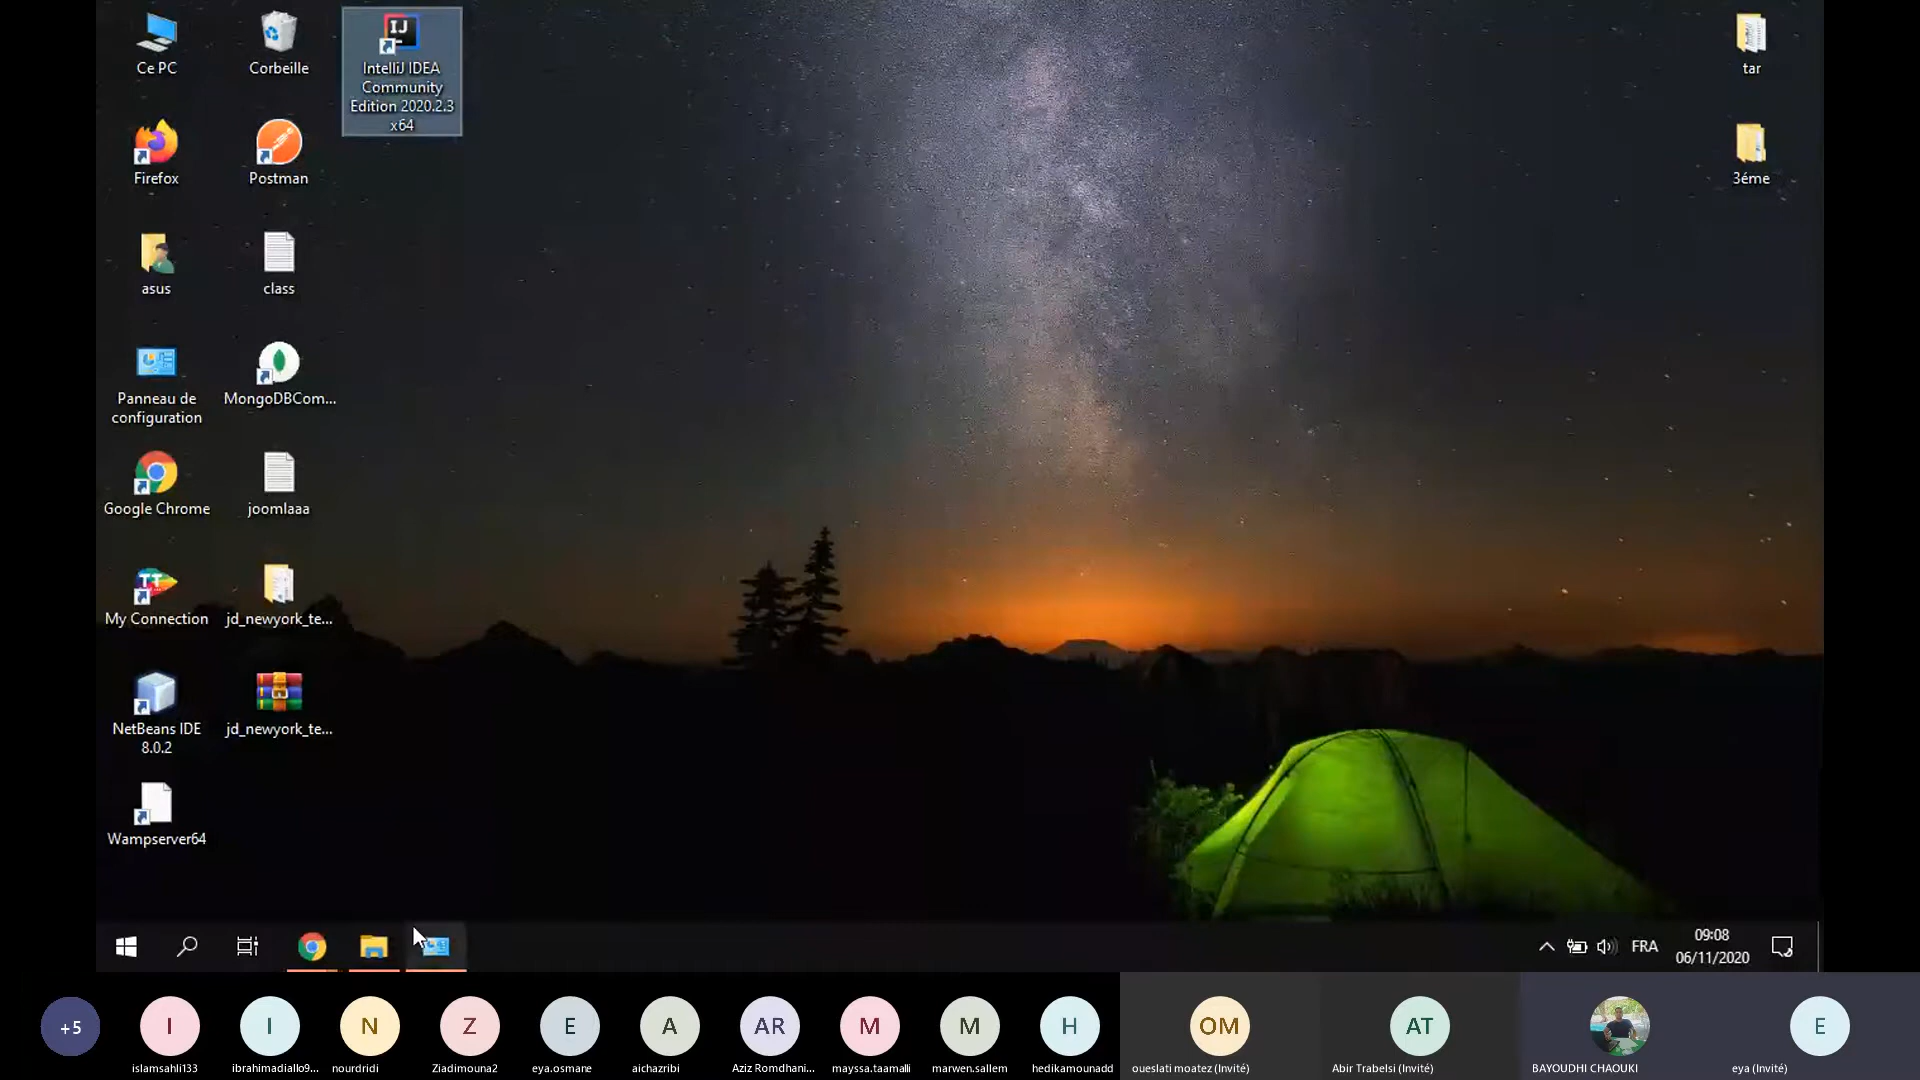 Ce PC
Corbeille
IntelliJ IDEA
Community
Edition 2020.2.3
x64
tar
Firefox
Postman
3éme
asus
class
Panneau de
configuration
MongoDBCom...
Google Chrome
joomlaaa
My Connection
jd_newyork_te...
NetBeans IDE
8.0.2
jd_newyork_te...
Wampserver64
FRA
09:08
06/11/2020
+5
I
I
N
Z
E
A
AR
M
M
H
OM
AT
E
islamsahli133
ibrahimadiallo9...
nourdridi
Ziadimouna2
eya.osmane
aichazribi
Aziz Romdhani...
mayssa.taamalli
marwen.sallem
hedikamounadd
oueslati moatez (Invité)
Abir Trabelsi (Invité)
BAYOUDHI CHAOUKI
eya (Invité)